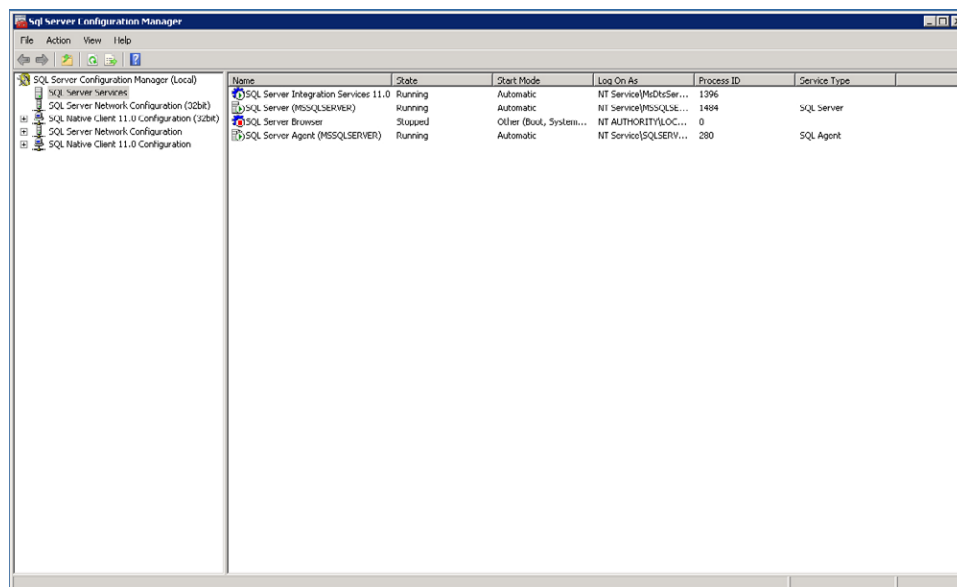 Sql Server Configuration Manager
File Action View Help
SQL Server Configuration Manager (Local)
SQL Server Services
SQL Server Network Configuration (32bit)
SQL Native Client 11.0 Configuration (32bit)
SQL Server Network Configuration
SQL Native Client 11.0 Configuration
Name State Start Mode Log On As Process ID Service Type
SQL Server Integration Services 11.0 Running Automatic NT Service\MsDtsSer... 1396
SQL Server (MSSQLSERVER) Running Automatic NT Service\MSSQLSE... 1484 SQL Server
SQL Server Browser Stopped Other (Boot, System... NT AUTHORITY\LOC... 0
SQL Server Agent (MSSQLSERVER) Running Automatic NT Service\SQLSERV... 280 SQL Agent